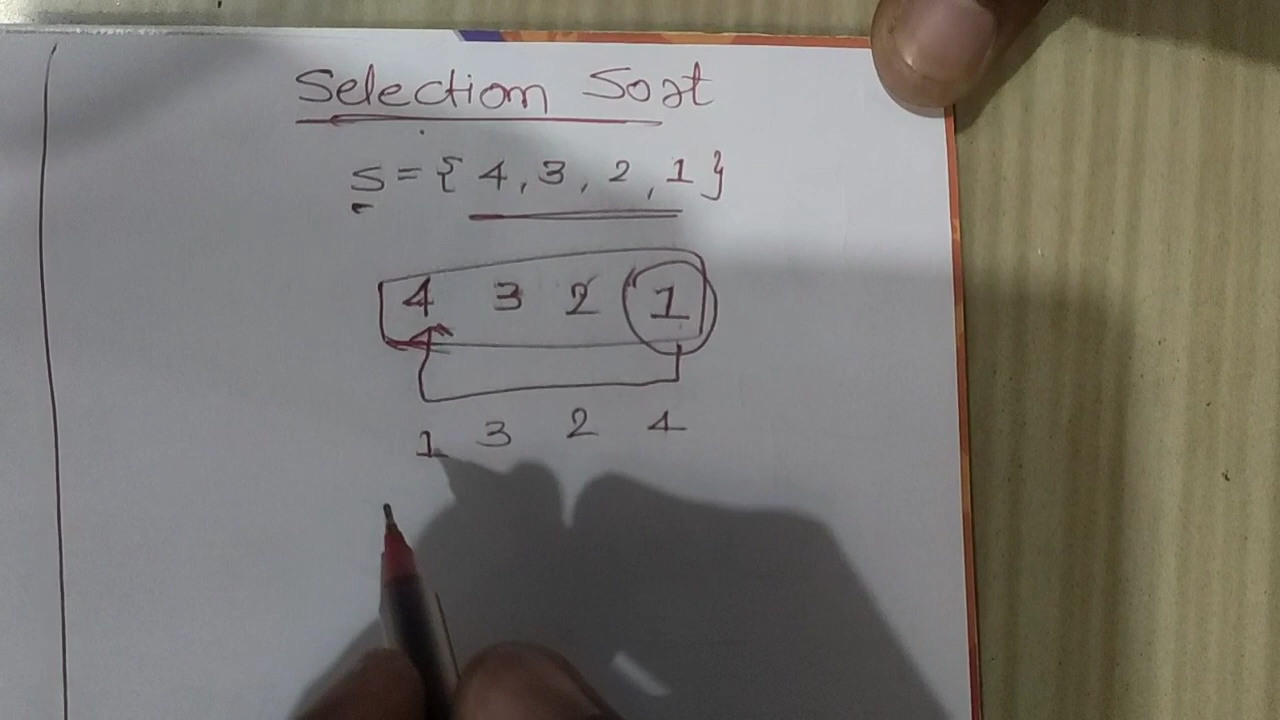 Selection Sort
S = { 4, 3, 2, 1 }
4 3 2 1
1 3 2 4